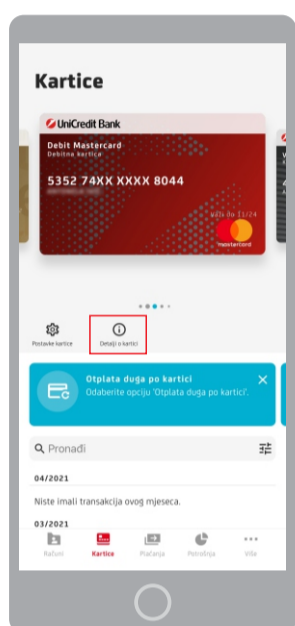 Kartice
UniCredit Bank
Debit Mastercard
Debitna kartica
5352 74XX XXXX 8044
Vrijedi do 11/24
mastercard
Postavke kartice
Detalji o kartici
Otplata duga po kartici
Odaberite opciju 'Otplata duga po kartici'.
Pronađi
04/2021
Niste imali transakcija ovog mjeseca.
03/2021
Računi
Kartice
Plaćanja
Potrošnja
Više